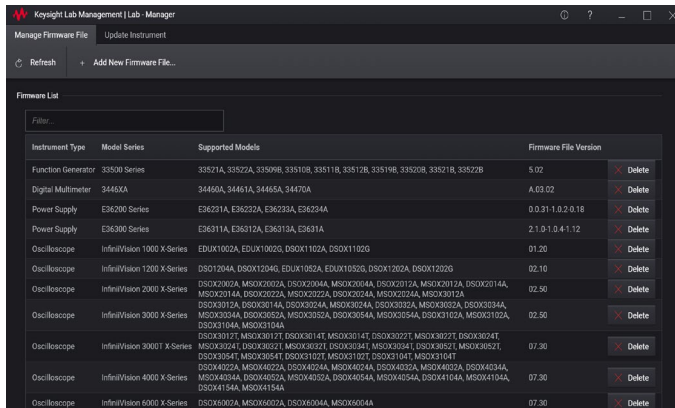 Keysight Lab Management | Lab - Manager
Manage Firmware File Update Instrument
Refresh + Add New Firmware File...
Firmware List
Filter...
Instrument Type Model Series Supported Models Firmware File Version
Function Generator 33500 Series 33521A, 33522A, 33509B, 33510B, 33511B, 33512B, 33519B, 33520B, 33521B, 33522B 5.02 Delete
Digital Multimeter 3446XA 34460A, 34461A, 34465A, 34470A A.03.02 Delete
Power Supply E36200 Series E36231A, E36232A, E36233A, E36234A 0.0.31-1.0.2-0.18 Delete
Power Supply E36300 Series E36311A, E36312A, E36313A, E3631A 2.1.0-1.0.4-1.12 Delete
Oscilloscope InfiniiVision 1000 X-Series EDUX1002A, EDUX1002G, DSOX1102A, DSOX1102G 01.20 Delete
Oscilloscope InfiniiVision 1200 X-Series DSO1204A, DSOX1204G, EDUX1052A, EDUX1052G, DSOX1202A, DSOX1202G 02.10 Delete
DSOX2002A, MSOX2002A, DSOX2004A, MSOX2004A, DSOX2012A, MSOX2012A, DSOX2014A,
Oscilloscope InfiniiVision 2000 X-Series 02.50 Delete
MSOX2014A, DSOX2022A, MSOX2022A, DSOX2024A, MSOX2024A, MSOX3012A
DSOX3012A, DSOX3014A, DSOX3024A, MSOX3024A, DSOX3032A, MSOX3032A, DSOX3034A,
Oscilloscope InfiniiVision 3000 X-Series MSOX3034A, DSOX3052A, MSOX3052A, DSOX3054A, MSOX3054A, DSOX3102A, MSOX3102A, 02.50 Delete
DSOX3104A, MSOX3104A
DSOX3012T, MSOX3012T, DSOX3014T, MSOX3014T, DSOX3022T, MSOX3022T, DSOX3024T,
Oscilloscope InfiniiVision 3000T X-Series MSOX3024T, DSOX3032T, MSOX3032T, DSOX3034T, MSOX3034T, DSOX3052T, MSOX3052T, 07.30 Delete
DSOX3054T, MSOX3054T, DSOX3102T, MSOX3102T, DSOX3104T, MSOX3104T
DSOX4022A, MSOX4022A, DSOX4024A, MSOX4024A, DSOX4032A, MSOX4032A, DSOX4034A,
Oscilloscope InfiniiVision 4000 X-Series MSOX4034A, DSOX4052A, MSOX4052A, DSOX4054A, MSOX4054A, DSOX4104A, MSOX4104A, 07.30 Delete
DSOX4154A, MSOX4154A
Oscilloscope InfiniiVision 6000 X-Series DSOX6002A, MSOX6002A, DSOX6004A, MSOX6004A 07.30 Delete